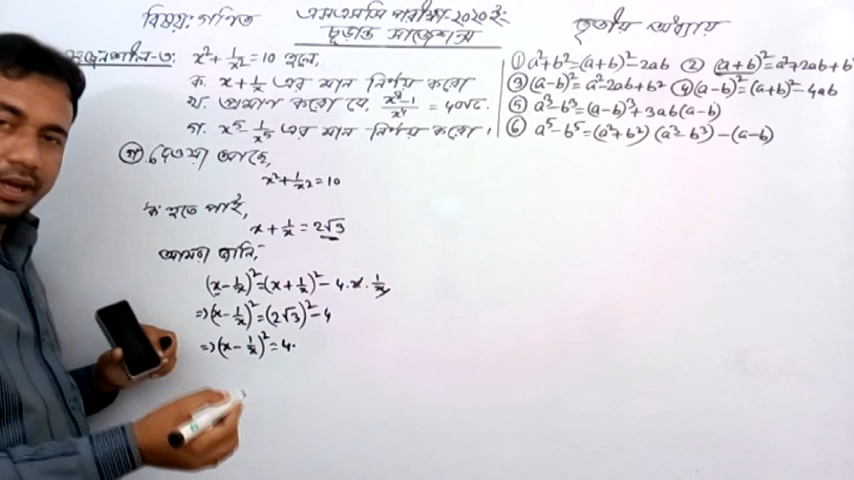 বিষয়: গণিত
এসএসসি পরীক্ষা-২০২০ ইং
চূড়ান্ত সাজেশন্স
তৃতীয় অধ্যায়
সৃজনশীল-৩: x²+1/x²=10 হলে,
ক. x+1/x এর মান নির্ণয় করো
খ. প্রমাণ করো যে, (x⁸-1)/x⁴ = ৪০√৬.
গ. x⁵-1/x⁵ এর মান নির্ণয় করো।
① a²+b²=(a+b)²-2ab ② (a+b)²=a²+2ab+b
③ (a-b)²=a²-2ab+b² ④ (a-b)²=(a+b)²-4ab
⑤ a³-b³=(a-b)³+3ab(a-b)
⑥ a⁵-b⁵=(a²+b²)(a³-b³)-(a-b)
গ দেওয়া আছে,
x²+1/x²=10
'ক' হতে পাই,
x+1/x=2√3
আমরা জানি,
(x-1/x)²=(x+1/x)²-4.x.1/x
⇒(x-1/x)²=(2√3)²-4
⇒(x-1/x)²=4.